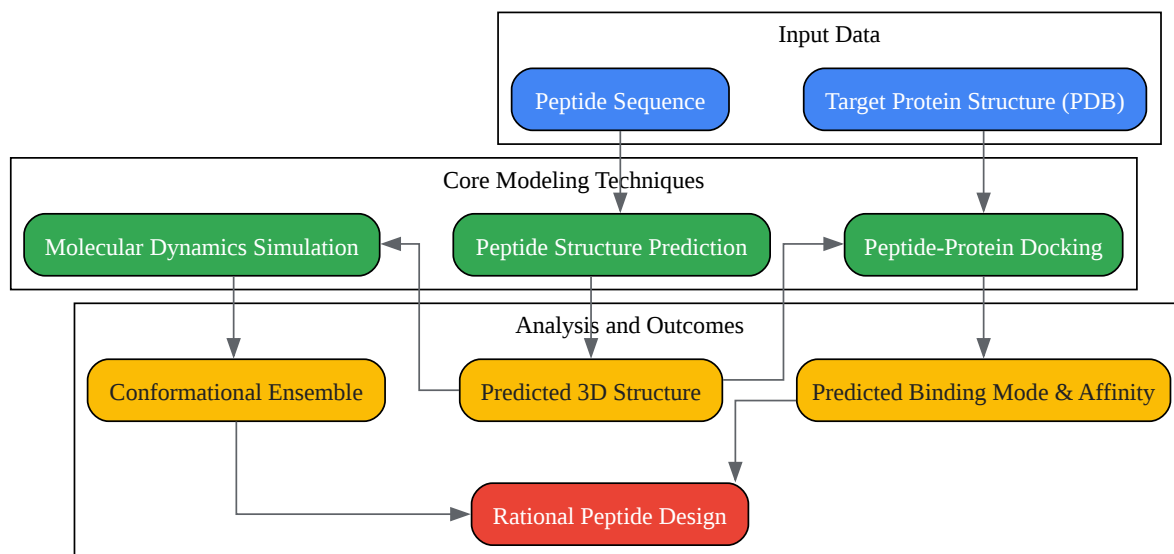 Input Data
Peptide Sequence
Target Protein Structure (PDB)
Core Modeling Techniques
Molecular Dynamics Simulation
Peptide Structure Prediction
Peptide-Protein Docking
Analysis and Outcomes
Conformational Ensemble
Predicted 3D Structure
Predicted Binding Mode & Affinity
Rational Peptide Design